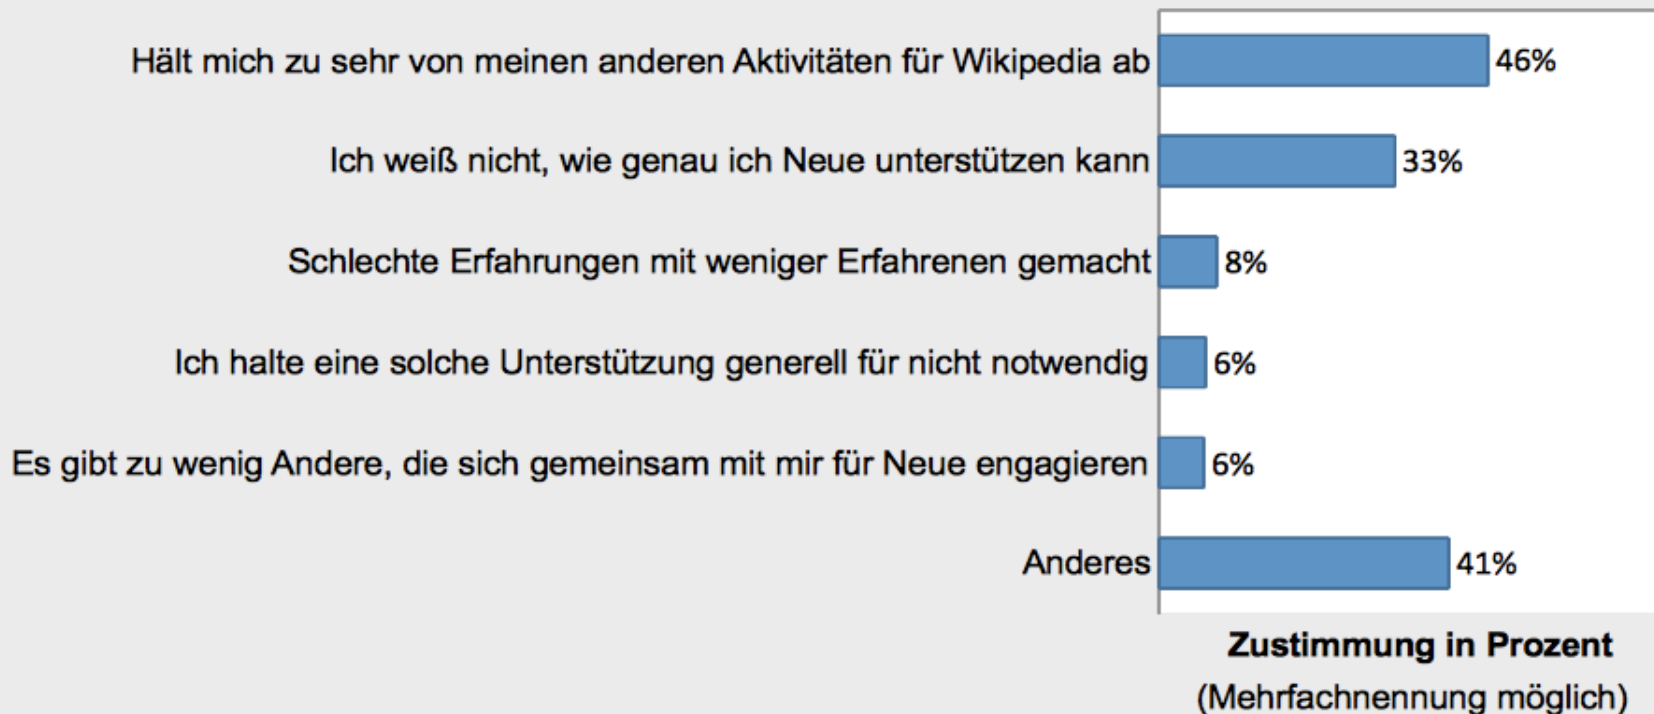 Hält mich zu sehr von meinen anderen Aktivitäten für Wikipedia ab 46%
Ich weiß nicht, wie genau ich Neue unterstützen kann 33%
Schlechte Erfahrungen mit weniger Erfahrenen gemacht 8%
Ich halte eine solche Unterstützung generell für nicht notwendig 6%
Es gibt zu wenig Andere, die sich gemeinsam mit mir für Neue engagieren 6%
Anderes 41%
Zustimmung in Prozent
(Mehrfachnennung möglich)